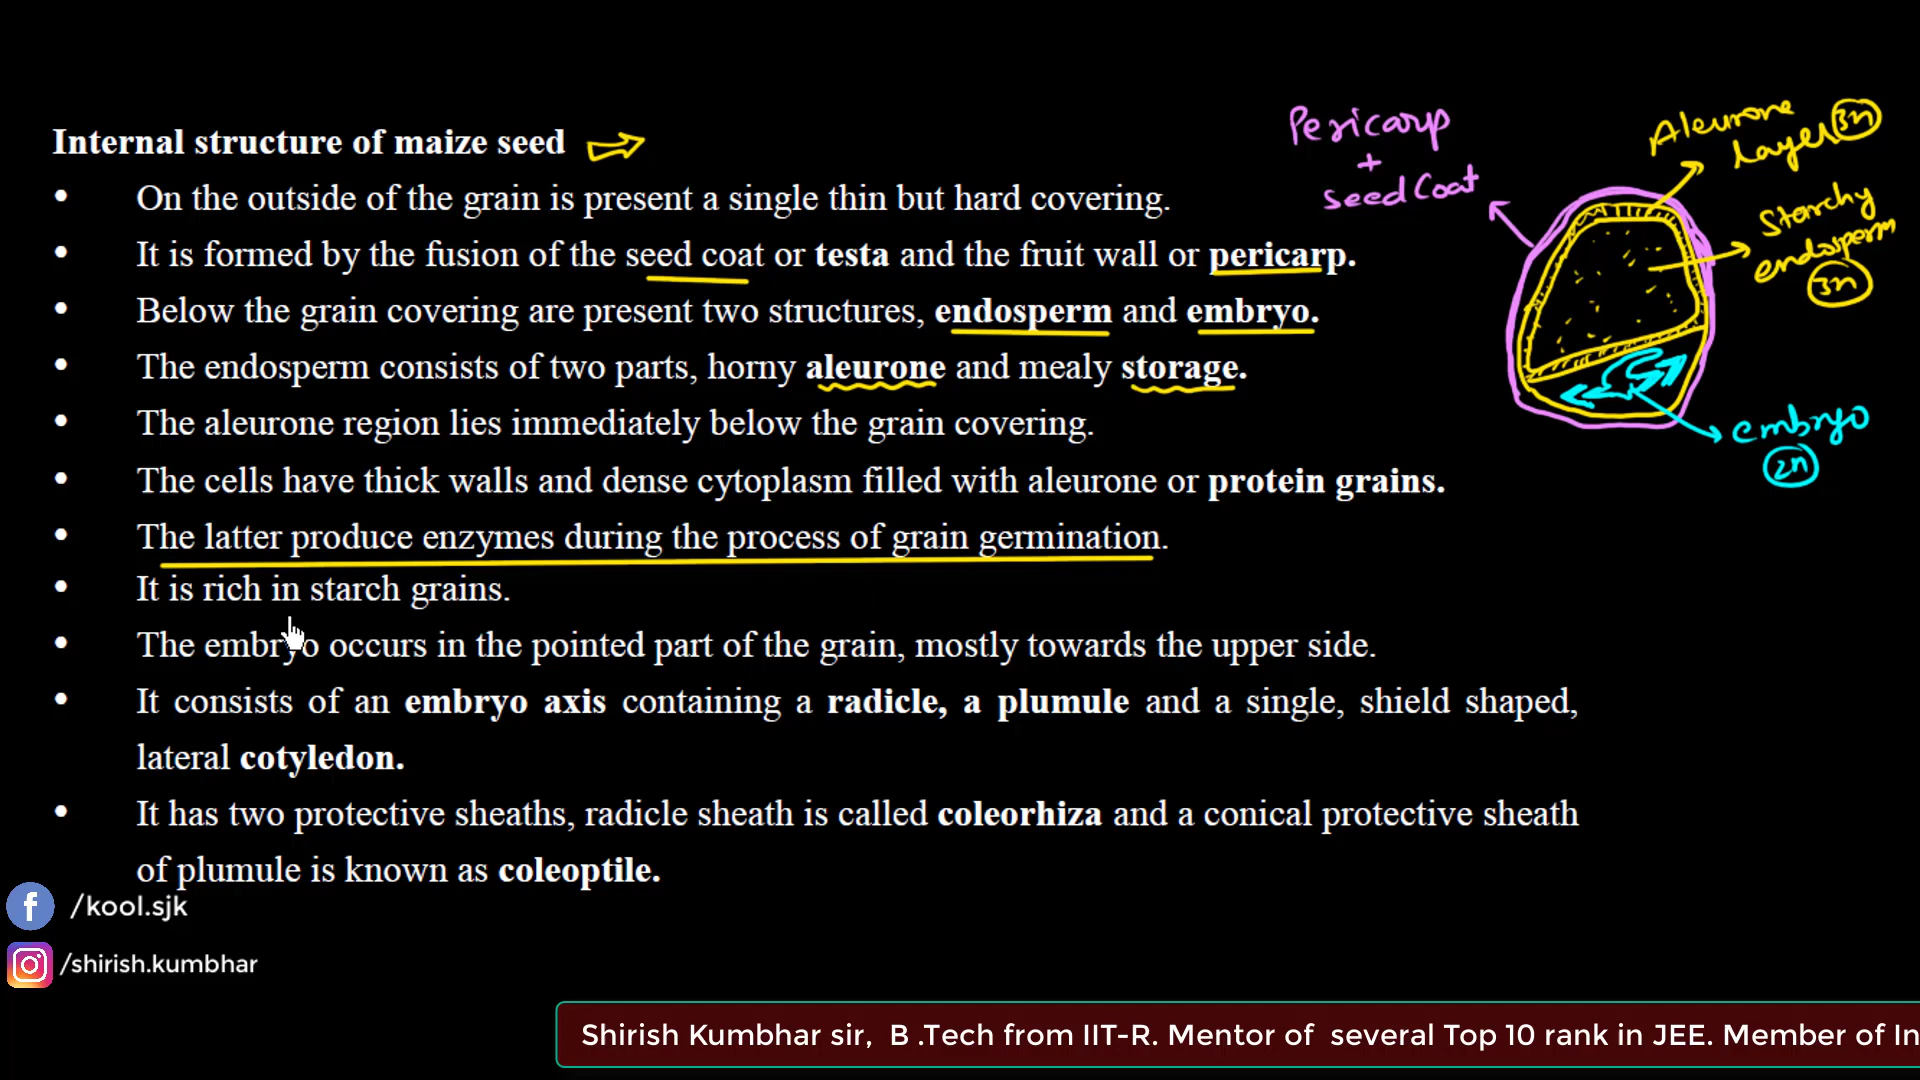 Internal structure of maize seed
• On the outside of the grain is present a single thin but hard covering.
• It is formed by the fusion of the seed coat or testa and the fruit wall or pericarp.
• Below the grain covering are present two structures, endosperm and embryo.
• The endosperm consists of two parts, horny aleurone and mealy storage.
• The aleurone region lies immediately below the grain covering.
• The cells have thick walls and dense cytoplasm filled with aleurone or protein grains.
• The latter produce enzymes during the process of grain germination.
• It is rich in starch grains.
• The embryo occurs in the pointed part of the grain, mostly towards the upper side.
• It consists of an embryo axis containing a radicle, a plumule and a single, shield shaped,
lateral cotyledon.
• It has two protective sheaths, radicle sheath is called coleorhiza and a conical protective sheath
of plumule is known as coleoptile.
Pericarp
+
Seed Coat
Aleurone
Layer 3n
Starchy
endosperm
3n
embryo
2n
f /kool.sjk
/shirish.kumbhar
Shirish Kumbhar sir, B .Tech from IIT-R. Mentor of several Top 10 rank in JEE. Member of In